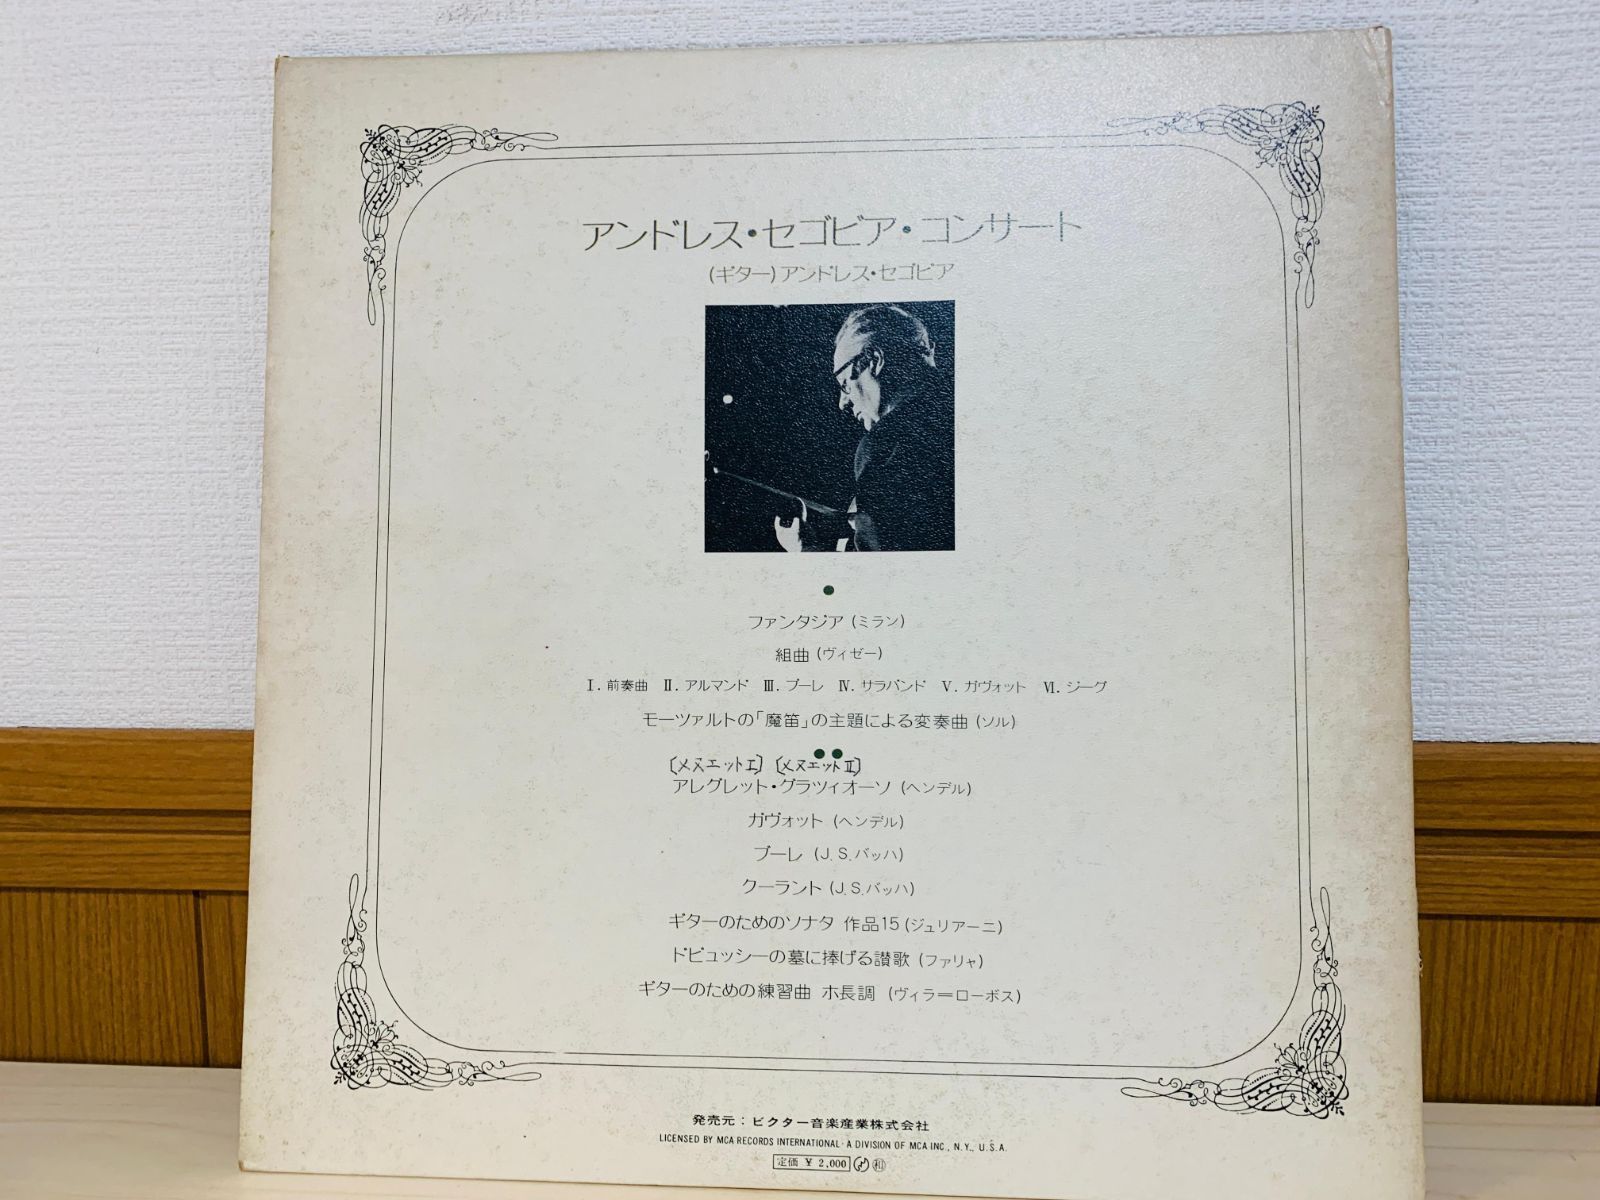 アンドレス・セゴビア・コンサート
(ギター)アンドレス・セゴビア
ファンタジア (ミラン)
組曲 (ヴィゼー)
Ⅰ. 前奏曲 Ⅱ. アルマンド Ⅲ. ブーレ Ⅳ. サラバンド Ⅴ. ガヴォット Ⅵ. ジーグ
モーツァルトの「魔笛」の主題による変奏曲 (ソル)
[メヌエットⅠ] [メヌエットⅡ]
アレグレット・グラツィオーソ (ヘンデル)
ガヴォット (ヘンデル)
ブーレ (J. S. バッハ)
クーラント (J. S. バッハ)
ギターのためのソナタ 作品15 (ジュリアーニ)
ドビュッシーの墓に捧げる讃歌 (ファリャ)
ギターのための練習曲 ホ長調 (ヴィラ=ローボス)
発売元：ビクター音楽産業株式会社
LICENSED BY MCA RECORDS INTERNATIONAL · A DIVISION OF MCA INC., N.Y., U.S.A.
定価 ¥ 2,000